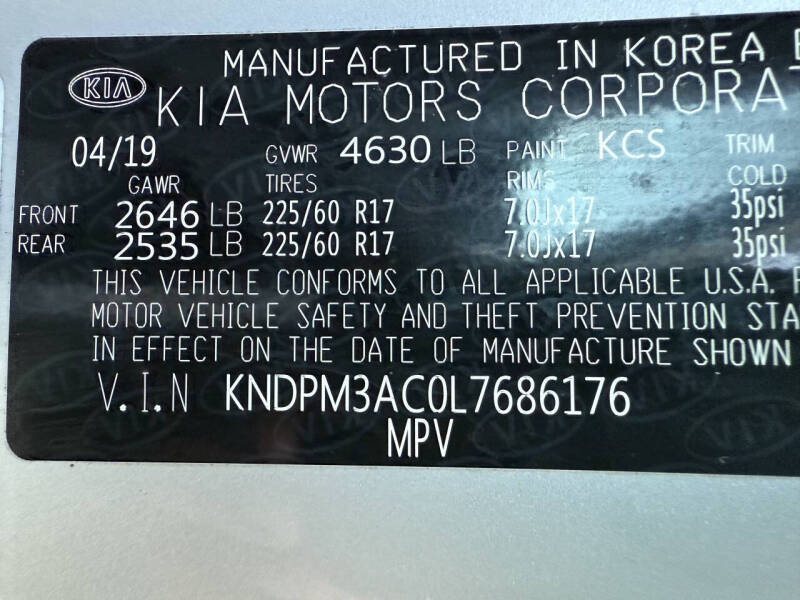 MANUFACTURED IN KOREA
KIA
KIA MOTORS CORPORAT
04/19 GVWR 4630 LB PAINT KCS TRIM
GAWR TIRES RIMS COLD
FRONT 2646 LB 225/60 R17 7.0Jx17 35psi
REAR 2535 LB 225/60 R17 7.0Jx17 35psi
THIS VEHICLE CONFORMS TO ALL APPLICABLE U.S.A. F
MOTOR VEHICLE SAFETY AND THEFT PREVENTION STA
IN EFFECT ON THE DATE OF MANUFACTURE SHOWN
V.I.N KNDPM3AC0L7686176
MPV